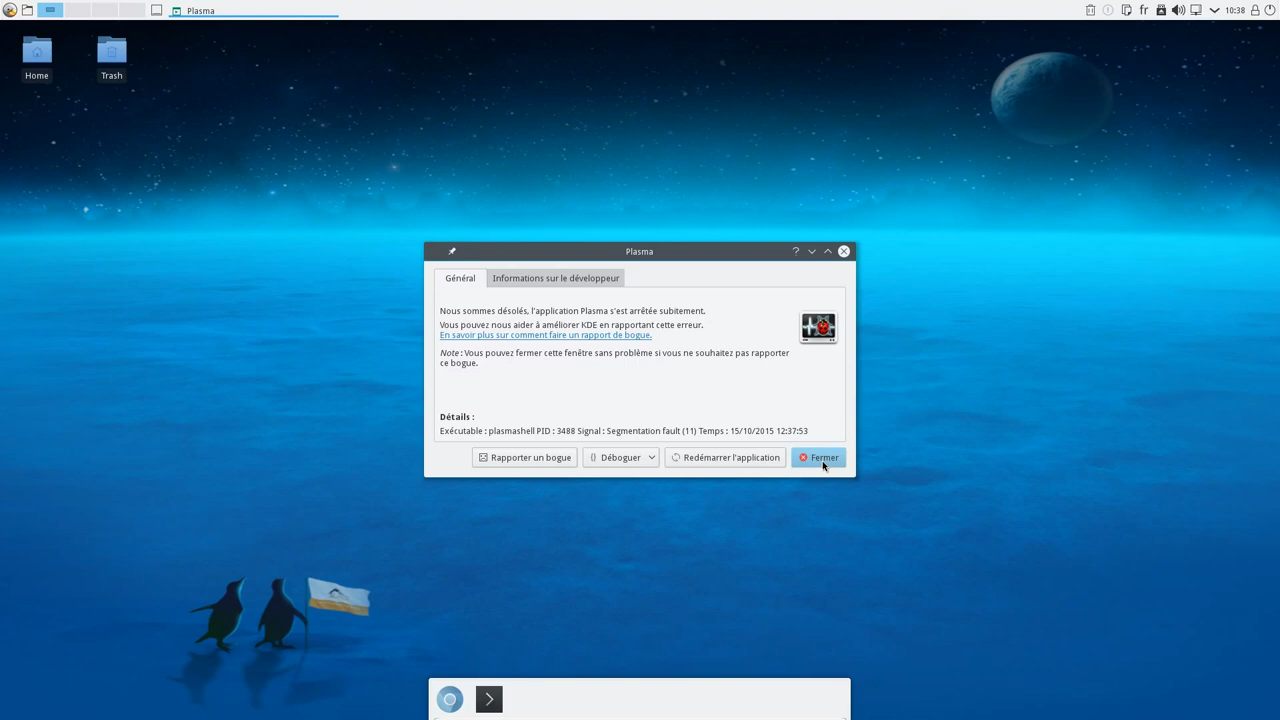 Plasma
fr
10:38
Home
Trash
Plasma
Général
Informations sur le développeur
Nous sommes désolés, l'application Plasma s'est arrêtée subitement.
Vous pouvez nous aider à améliorer KDE en rapportant cette erreur.
En savoir plus sur comment faire un rapport de bogue.
Note : Vous pouvez fermer cette fenêtre sans problème si vous ne souhaitez pas rapporter
ce bogue.
Détails :
Exécutable : plasmashell PID : 3488 Signal : Segmentation fault (11) Temps : 15/10/2015 12:37:53
Rapporter un bogue
Déboguer
Redémarrer l'application
Fermer